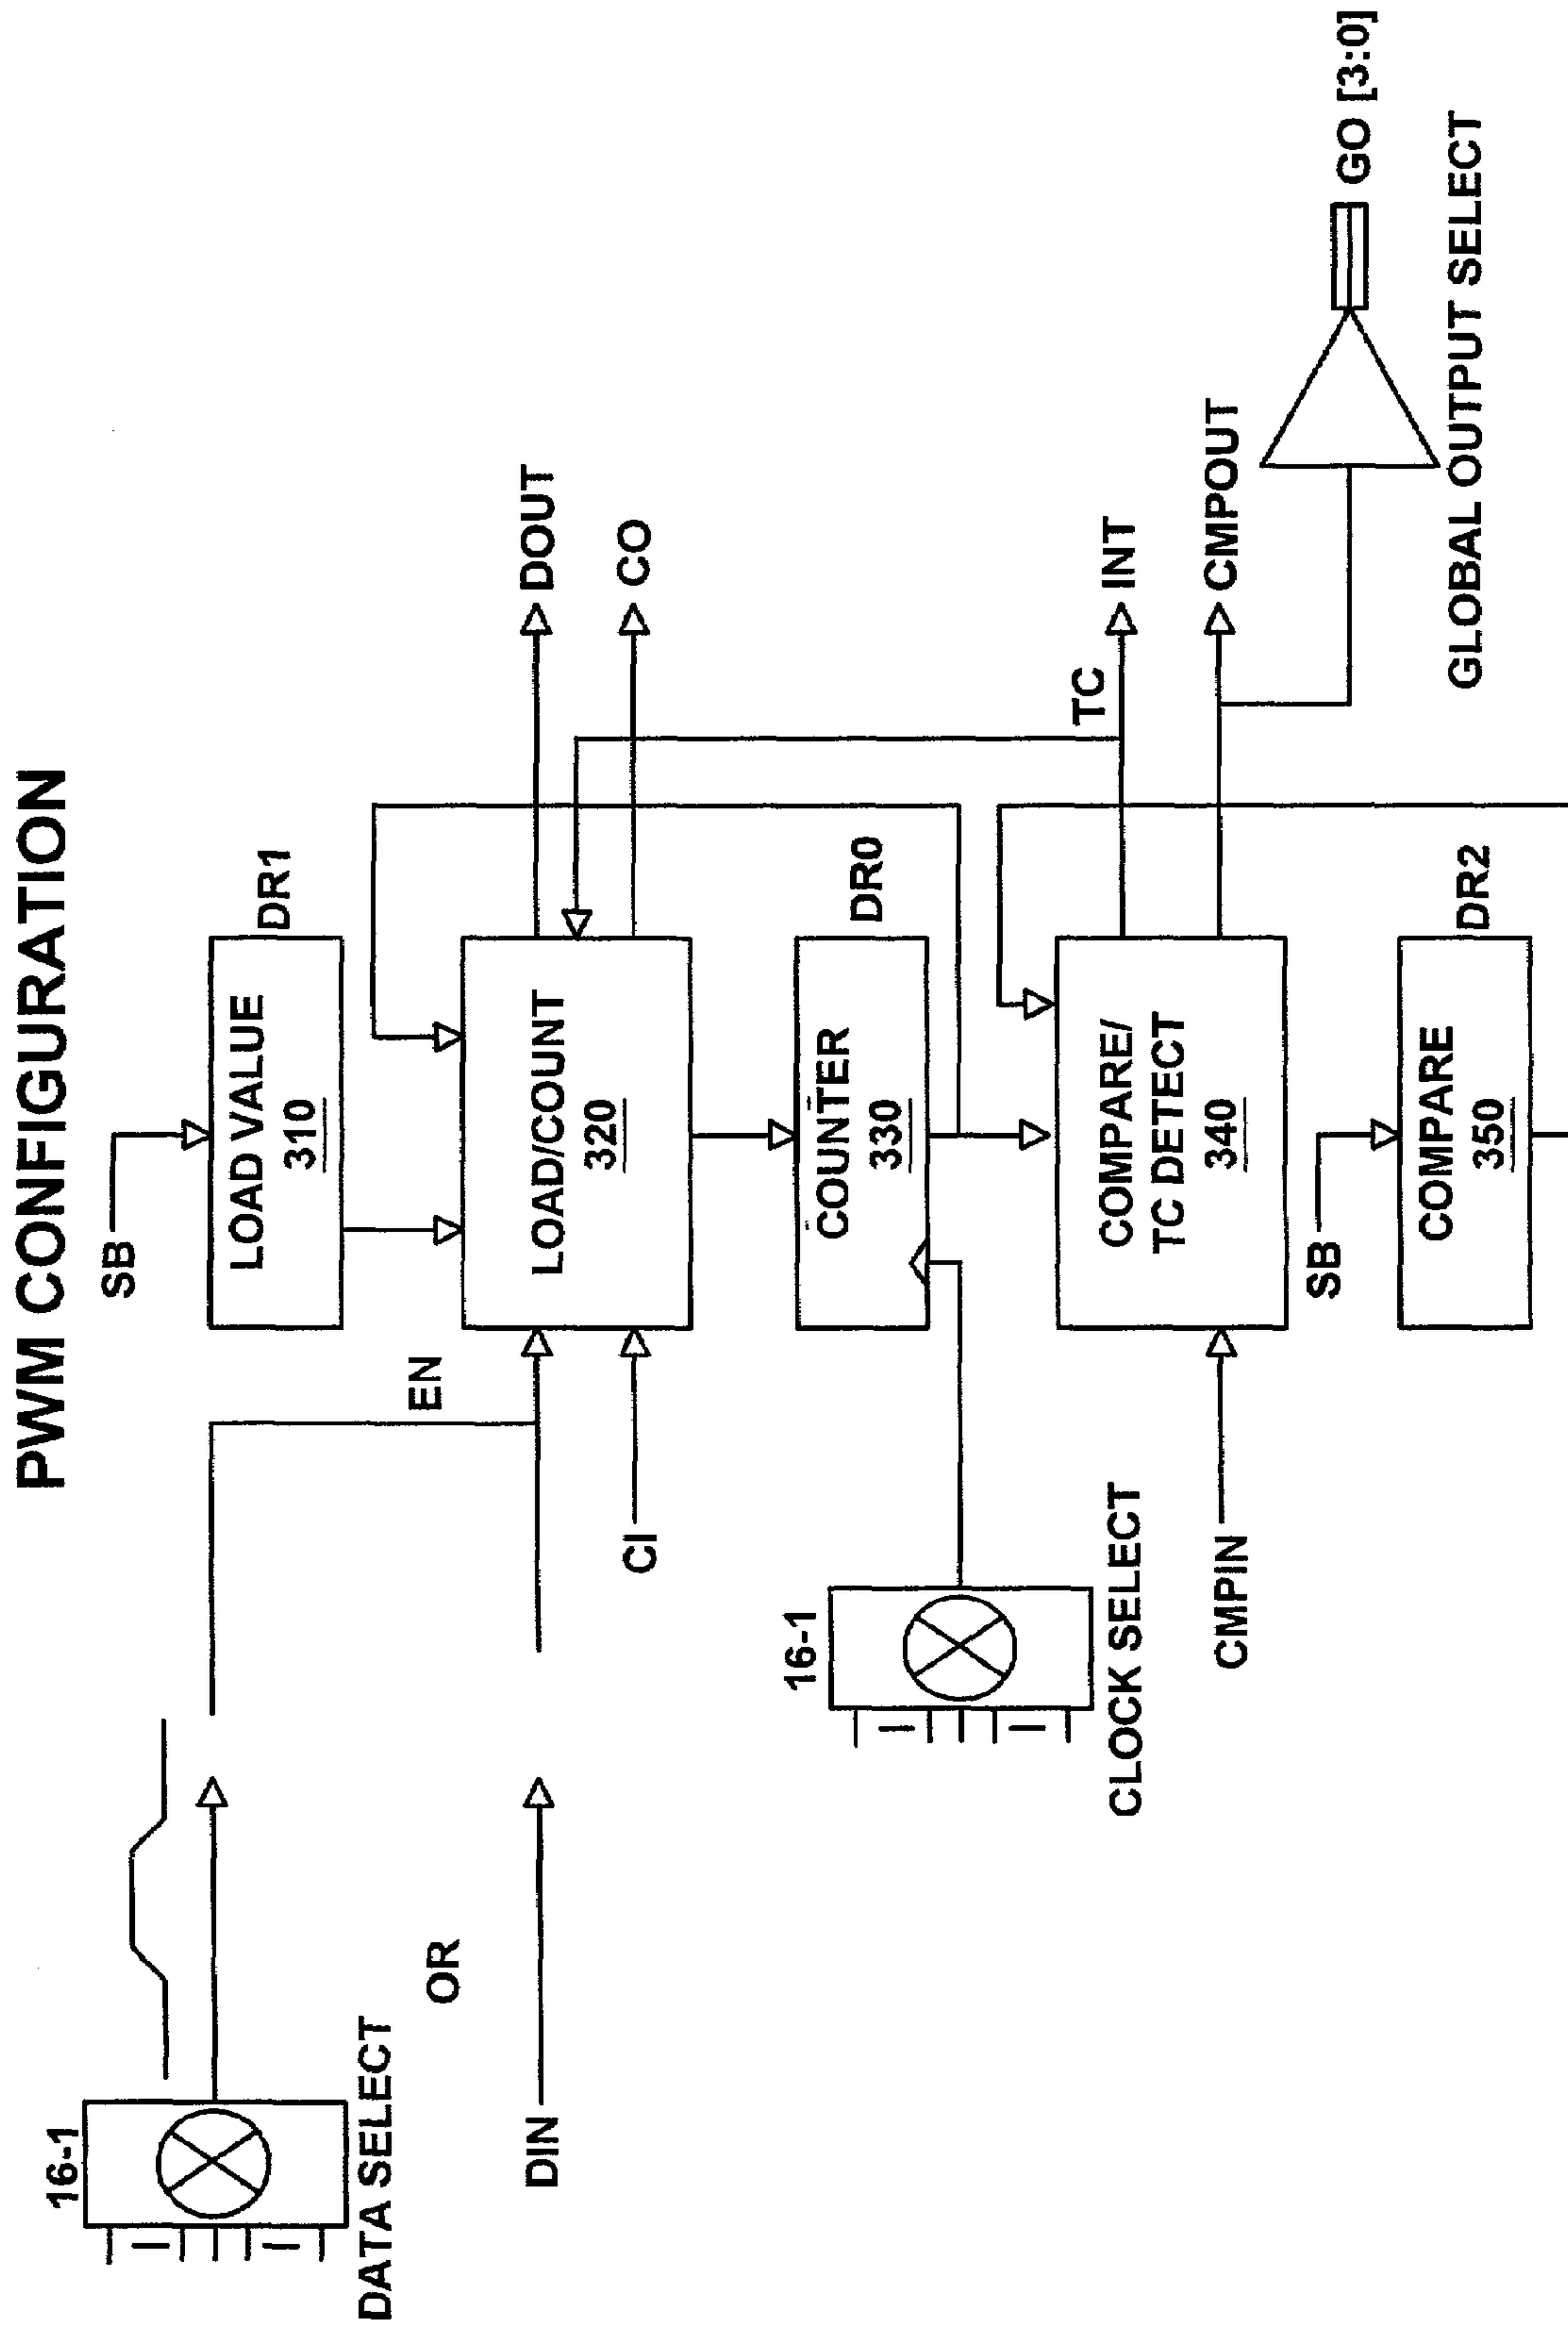 PWM CONFIGURATION
16-1
DATA SELECT
OR
DIN
EN
CI
SB
LOAD VALUE
310
DR1
LOAD/COUNT
320
DOUT
CO
16-1
CLOCK SELECT
COUNTER
330
DR0
CMPIN
COMPARE/
TC DETECT
340
TC
INT
CMPOUT
GO [3:0]
GLOBAL OUTPUT SELECT
SB
COMPARE
350
DR2